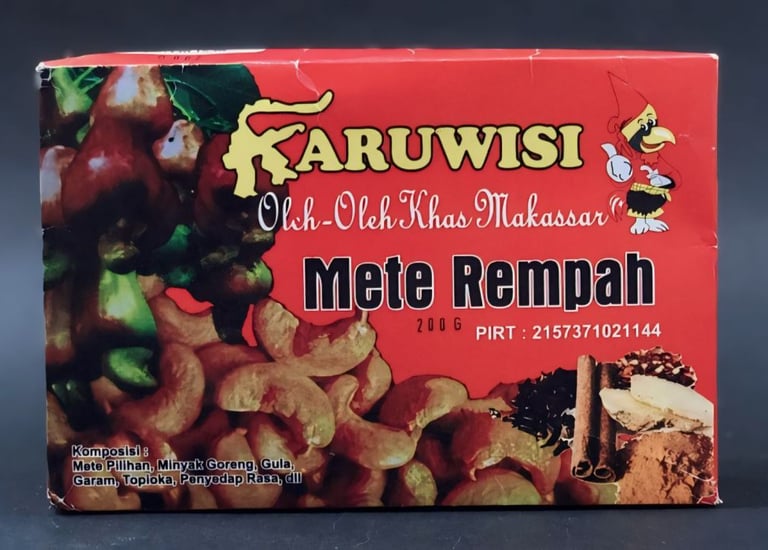 KARUWISI
Oleh-Oleh Khas Makassar
Mete Rempah
200 G
PIRT : 2157371021144
Komposisi :
Mete Pilihan, Minyak Goreng, Gula,
Garam, Topioka, Penyedap Rasa, dll